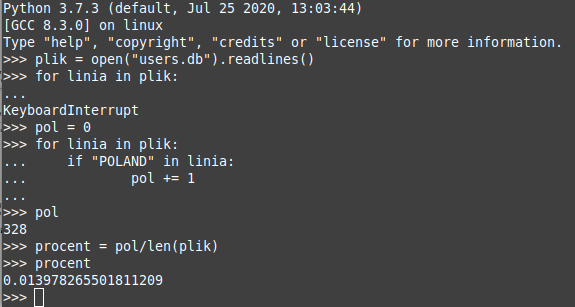 Python 3.7.3 (default, Jul 25 2020, 13:03:44)
[GCC 8.3.0] on linux
Type "help", "copyright", "credits" or "license" for more information.
>>> plik = open("users.db").readlines()
>>> for linia in plik:
...
KeyboardInterrupt
>>> pol = 0
>>> for linia in plik:
...     if "POLAND" in linia:
...             pol += 1
...
>>> pol
328
>>> procent = pol/len(plik)
>>> procent
0.013978265501811209
>>>